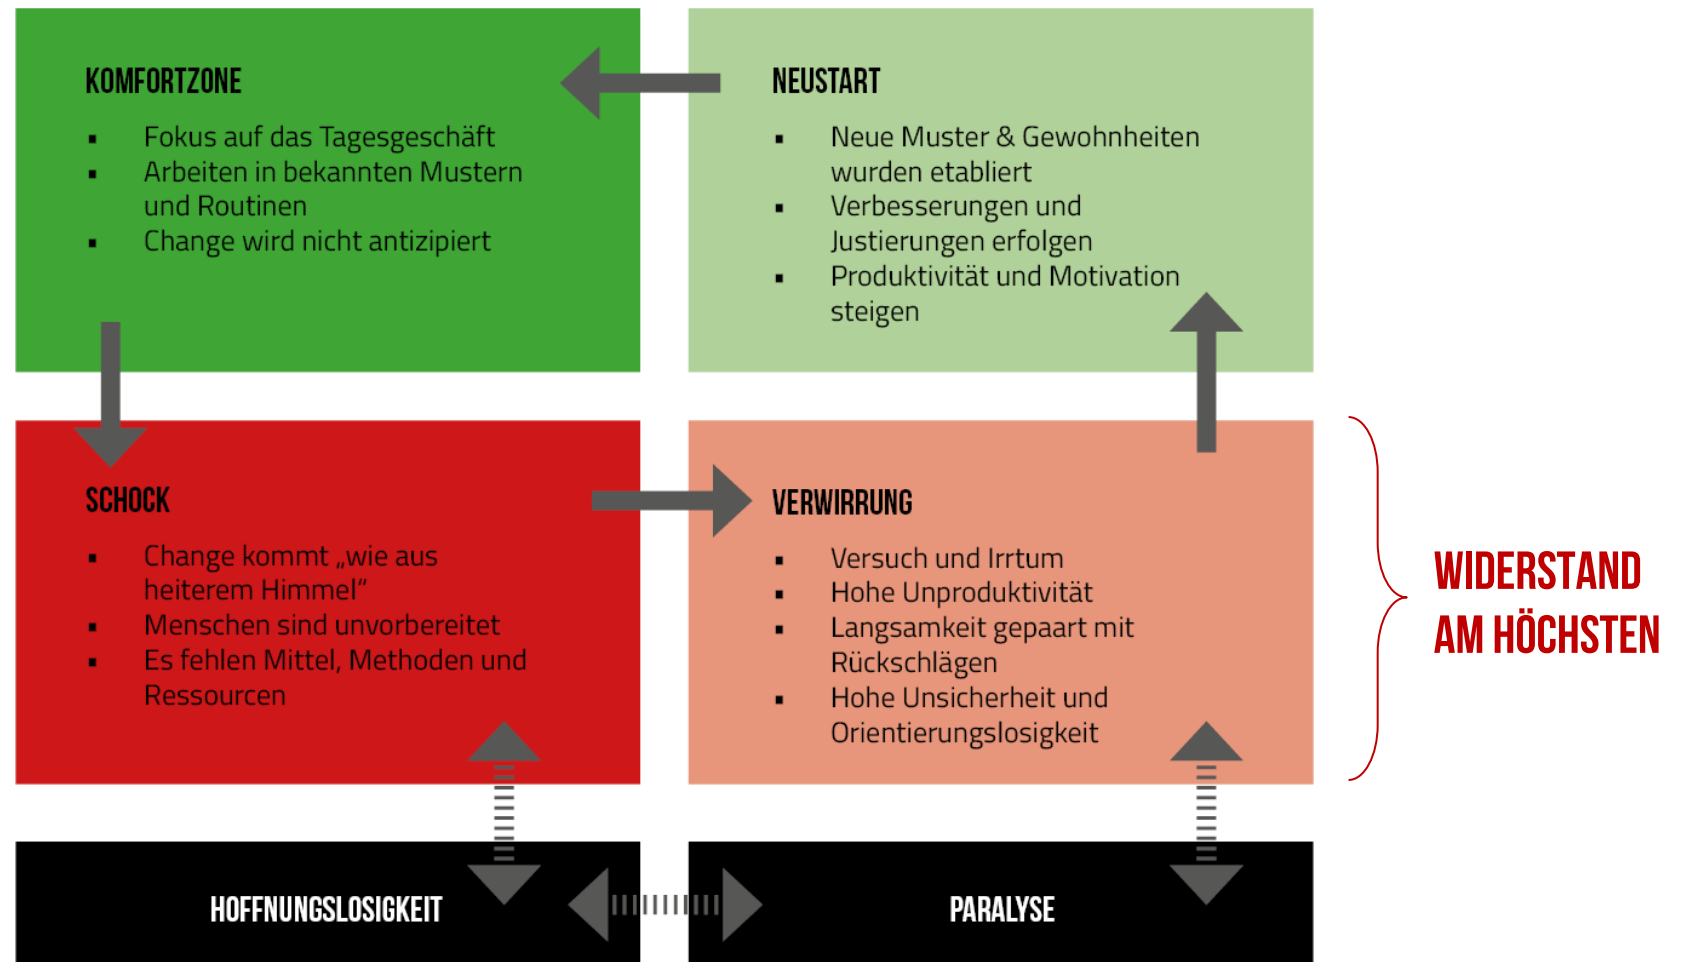 KOMFORTZONE
▪ Fokus auf das Tagesgeschäft
▪ Arbeiten in bekannten Mustern
und Routinen
▪ Change wird nicht antizipiert
NEUSTART
▪ Neue Muster & Gewohnheiten
wurden etabliert
▪ Verbesserungen und
Justierungen erfolgen
▪ Produktivität und Motivation
steigen
SCHOCK
▪ Change kommt „wie aus
heiterem Himmel“
▪ Menschen sind unvorbereitet
▪ Es fehlen Mittel, Methoden und
Ressourcen
VERWIRRUNG
▪ Versuch und Irrtum
▪ Hohe Unproduktivität
▪ Langsamkeit gepaart mit
Rückschlägen
▪ Hohe Unsicherheit und
Orientierungslosigkeit
WIDERSTAND
AM HÖCHSTEN
HOFFNUNGSLOSIGKEIT
PARALYSE